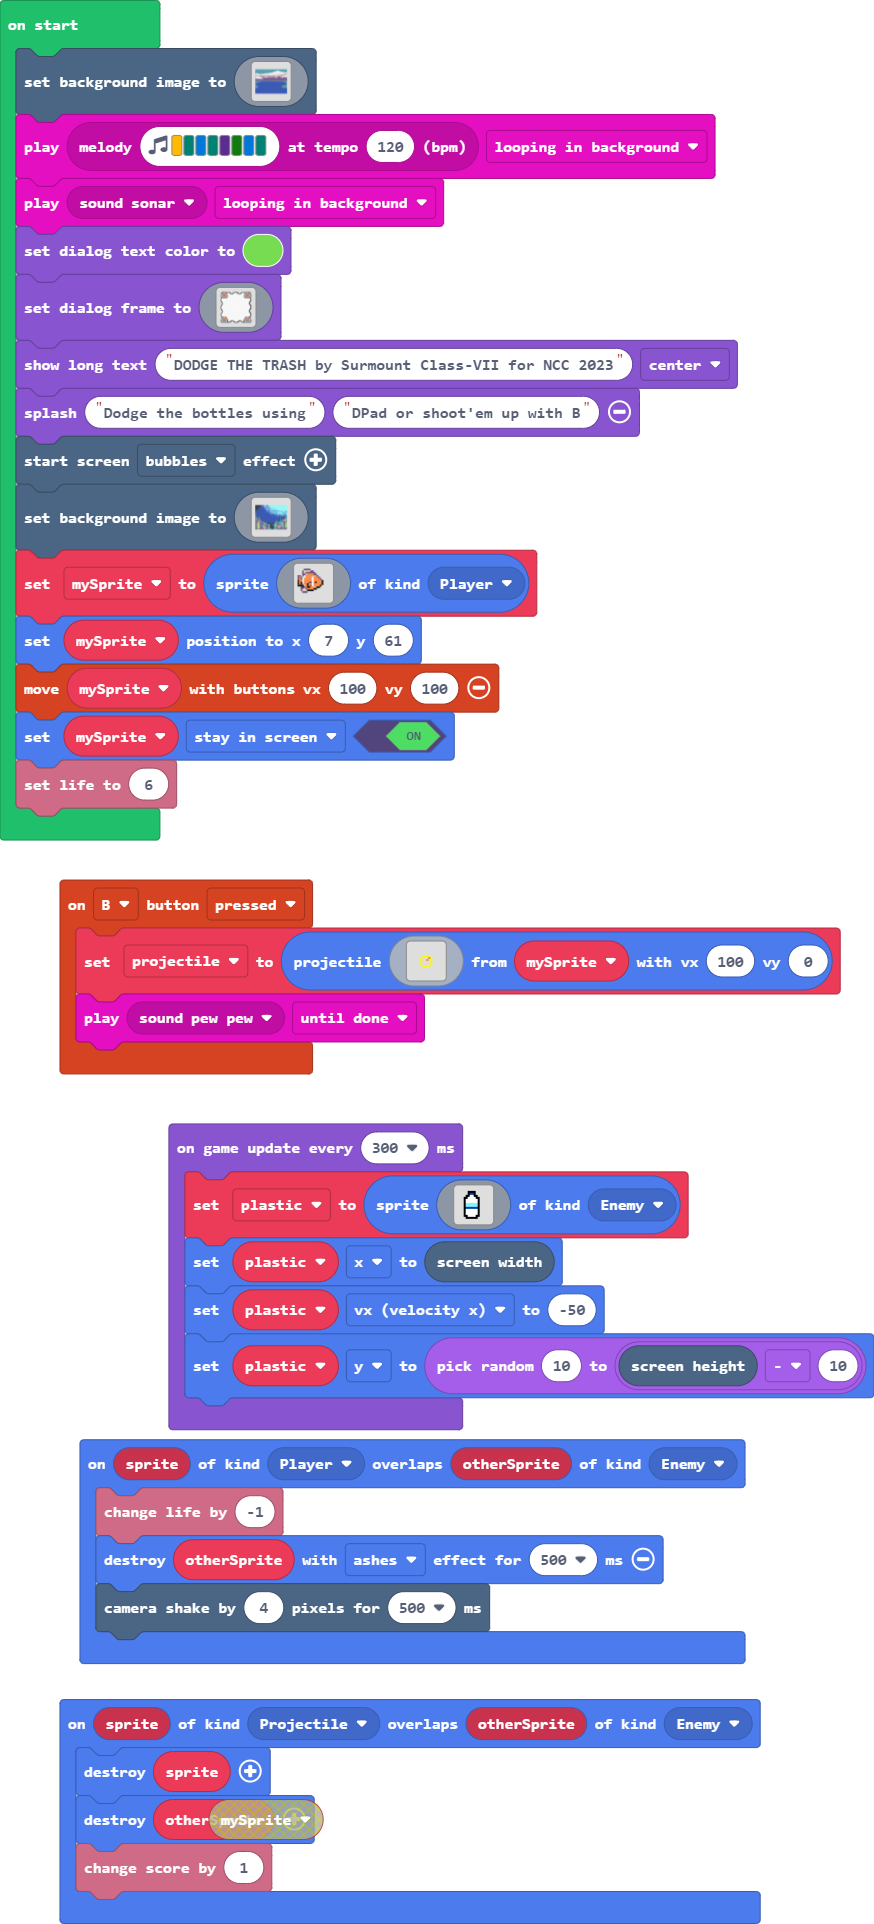 on start
set background image to
play melody at tempo 120 (bpm) looping in background
play sound sonar looping in background
set dialog text color to
set dialog frame to
show long text "DODGE THE TRASH by Surmount Class-VII for NCC 2023" center
splash "Dodge the bottles using" "DPad or shoot'em up with B"
start screen bubbles effect
set background image to
set mySprite to sprite of kind Player
set mySprite position to x 7 y 61
move mySprite with buttons vx 100 vy 100
set mySprite stay in screen ON
set life to 6
on B button pressed
set projectile to projectile from mySprite with vx 100 vy 0
play sound pew pew until done
on game update every 300 ms
set plastic to sprite of kind Enemy
set plastic x to screen width
set plastic vx (velocity x) to -50
set plastic y to pick random 10 to screen height - 10
on sprite of kind Player overlaps otherSprite of kind Enemy
change life by -1
destroy otherSprite with ashes effect for 500 ms
camera shake by 4 pixels for 500 ms
on sprite of kind Projectile overlaps otherSprite of kind Enemy
destroy sprite
destroy otherS mySprite
change score by 1